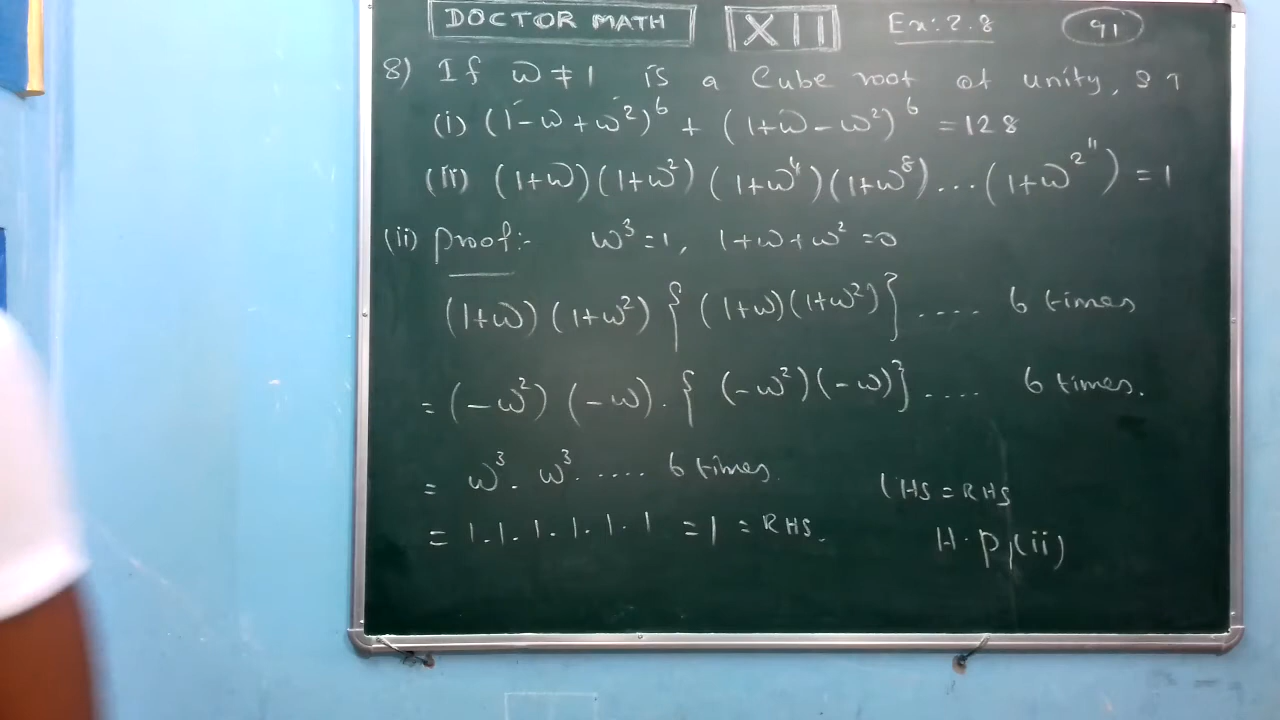 DOCTOR MATH XII Ex: 2.8 91
8) If ω ≠ 1 is a Cube root of unity, S T
(i) (1-ω+ω²)⁶ + (1+ω-ω²)⁶ = 128
(ii) (1+ω)(1+ω²)(1+ω⁴)(1+ω⁸)...(1+ω^2^11) = 1
(ii) Proof:- ω³=1, 1+ω+ω²=0
(1+ω)(1+ω²){(1+ω)(1+ω²)}.... 6 times
= (-ω²)(-ω).{(-ω²)(-ω)}.... 6 times.
= ω³. ω³..... 6 times.
LHS = RHS
= 1.1.1.1.1.1 = 1 = RHS.
H.P,(ii)